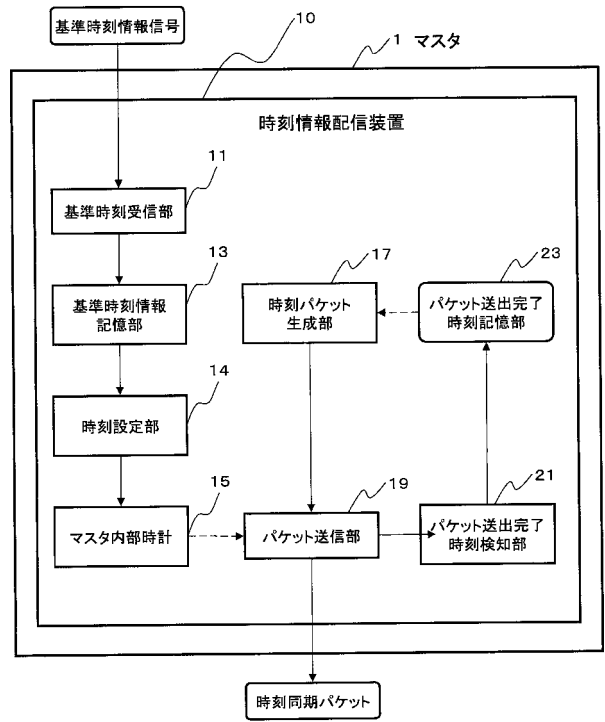 基準時刻情報信号
10
1 マスタ
時刻情報配信装置
11
基準時刻受信部
13
基準時刻情報
記憶部
17
時刻パケット
生成部
23
パケット送出完了
時刻記憶部
14
時刻設定部
15
マスタ内部時計
19
パケット送信部
21
パケット送出完了
時刻検知部
時刻同期パケット